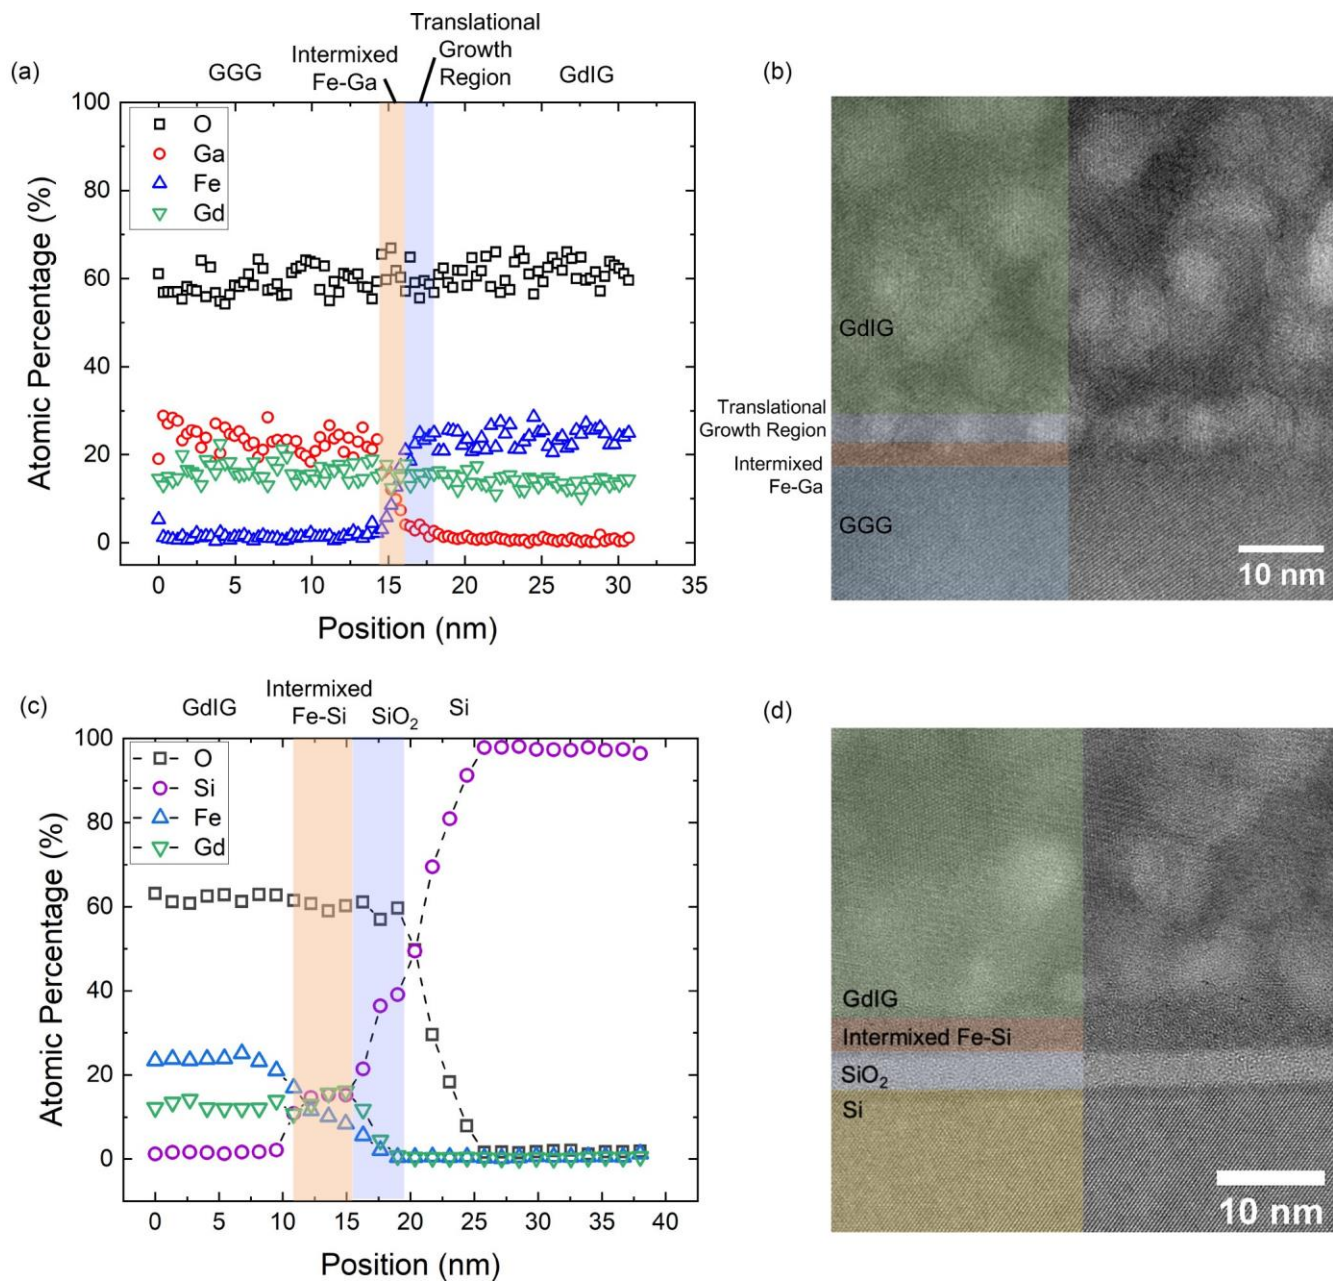 (a)
GGG
Intermixed
Fe-Ga
Translational
Growth
Region
GdIG
Atomic Percentage (%)
100
80
60
40
20
0
O
Ga
Fe
Gd
0
5
10
15
20
25
30
35
Position (nm)
(b)
GdIG
Translational
Growth Region
Intermixed
Fe-Ga
GGG
10 nm
(c)
GdIG
Intermixed
Fe-Si
SiO₂
Si
Atomic Percentage (%)
100
80
60
40
20
0
O
Si
Fe
Gd
0
5
10
15
20
25
30
35
40
Position (nm)
(d)
GdIG
Intermixed Fe-Si
SiO₂
Si
10 nm